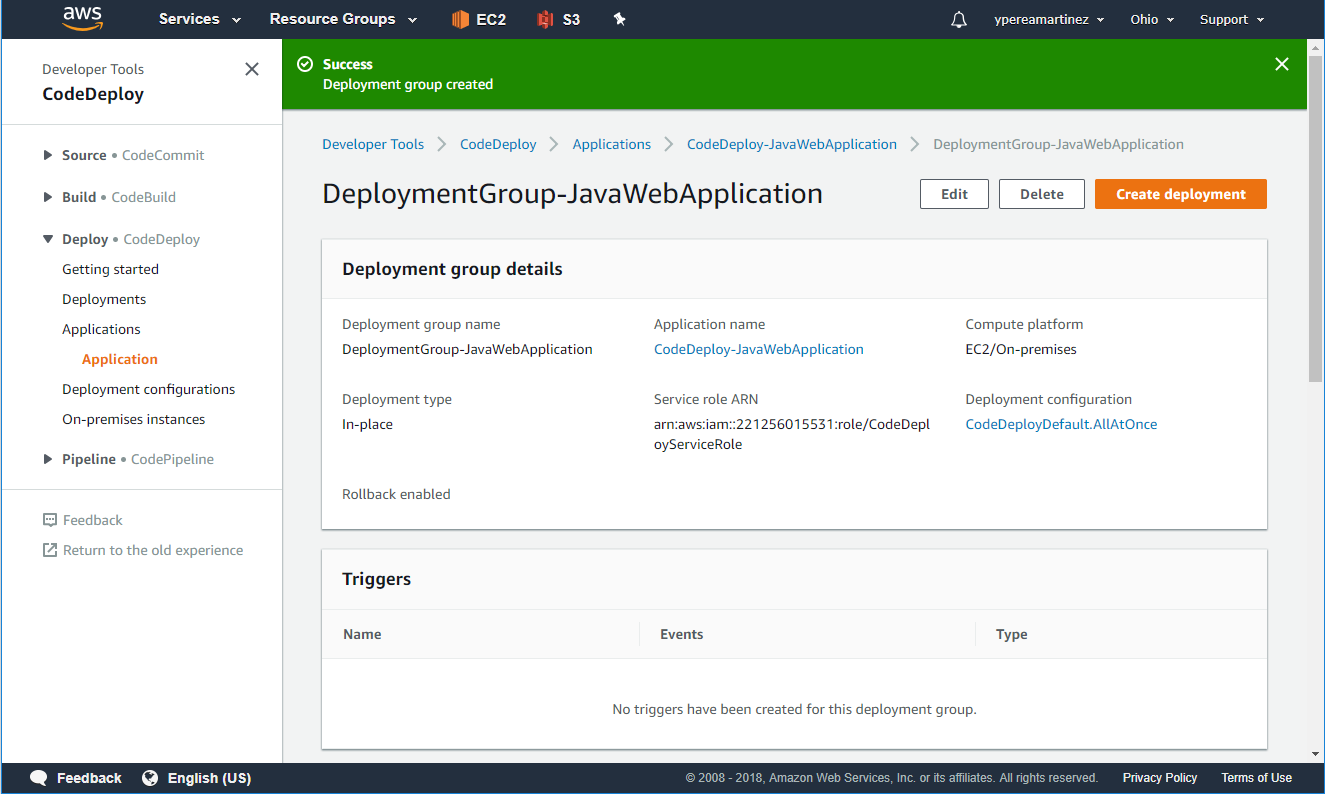 aws Services Resource Groups EC2 S3 ypereamartinez Ohio Support
Developer Tools
CodeDeploy
Source • CodeCommit
Build • CodeBuild
Deploy • CodeDeploy
Getting started
Deployments
Applications
Application
Deployment configurations
On-premises instances
Pipeline • CodePipeline
Feedback
Return to the old experience
Success
Deployment group created
Developer Tools CodeDeploy Applications CodeDeploy-JavaWebApplication DeploymentGroup-JavaWebApplication
DeploymentGroup-JavaWebApplication Edit Delete Create deployment
Deployment group details
Deployment group name Application name Compute platform
DeploymentGroup-JavaWebApplication CodeDeploy-JavaWebApplication EC2/On-premises
Deployment type Service role ARN Deployment configuration
In-place arn:aws:iam::221256015531:role/CodeDepl CodeDeployDefault.AllAtOnce
oyServiceRole
Rollback enabled
Triggers
Name Events Type
No triggers have been created for this deployment group.
Feedback English (US) © 2008 - 2018, Amazon Web Services, Inc. or its affiliates. All rights reserved. Privacy Policy Terms of Use